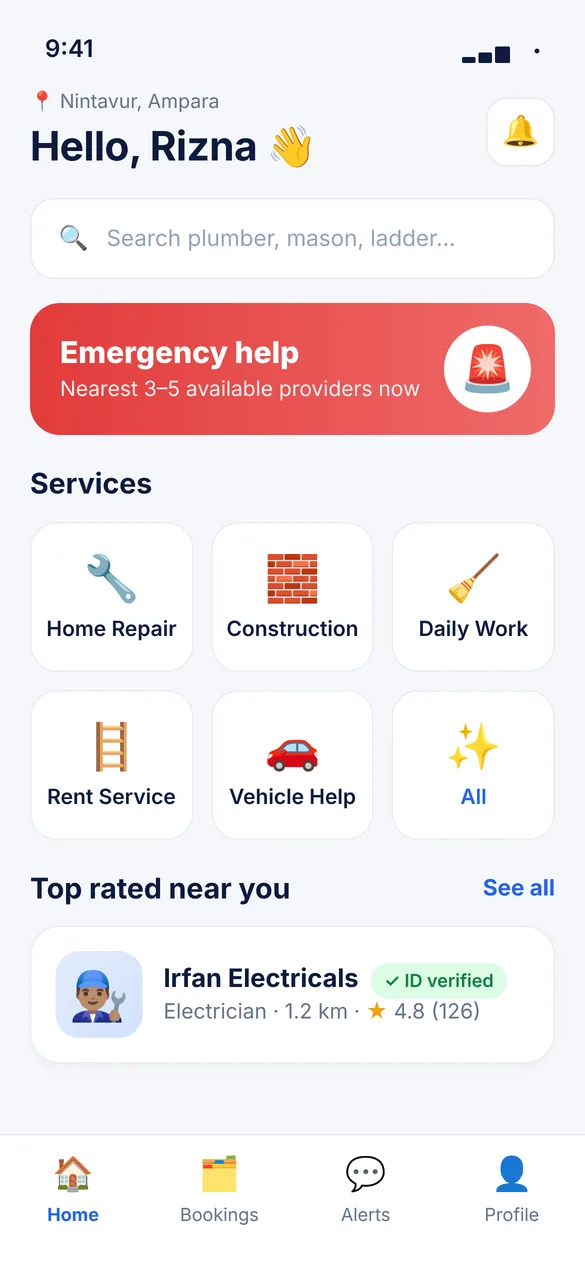 9:41
Nintavur, Ampara
Hello, Rizna 👋
Search plumber, mason, ladder...
Emergency help
Nearest 3–5 available providers now
Services
Home Repair
Construction
Daily Work
Rent Service
Vehicle Help
All
Top rated near you
See all
Irfan Electricals
✓ ID verified
Electrician · 1.2 km · ★ 4.8 (126)
Home
Bookings
Alerts
Profile